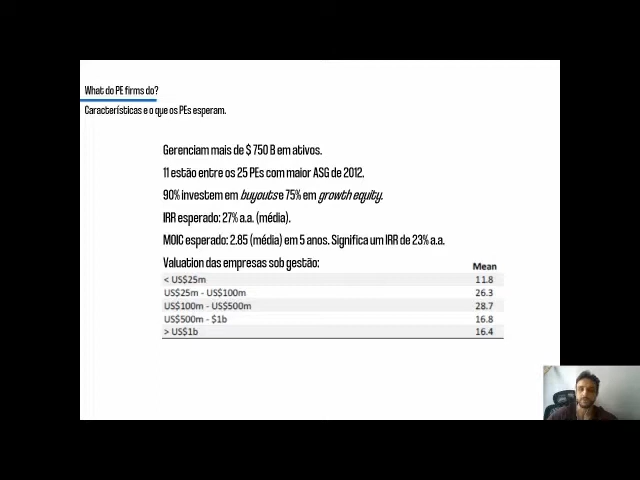 What do PE firms do?
Características e o que os PEs esperam.
Gerenciam mais de $ 750 B em ativos.
11 estão entre os 25 PEs com maior ASG de 2012.
90% investem em buyouts e 75% em growth equity.
IRR esperado: 27% a.a. (média).
MOIC esperado: 2,85 (média) em 5 anos. Significa um IRR de 23% a.a.
Valuation das empresas sob gestão:
Mean
< US$25m 11.8
US$25m - US$100m 26.3
US$100m - US$500m 28.7
US$500m - $1b 16.8
> US$1b 16.4